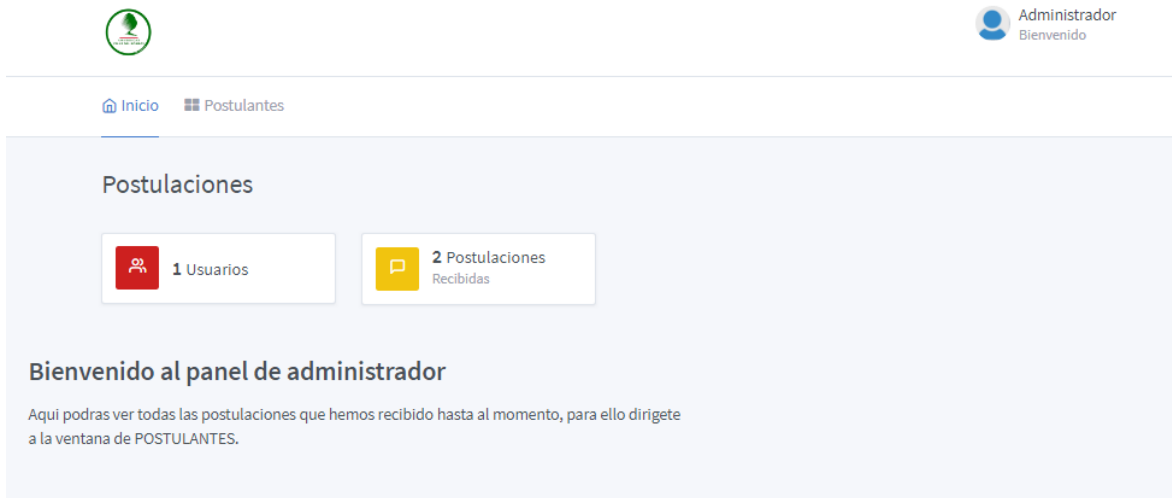 Administrador
Bienvenido
Inicio
Postulantes
Postulaciones
1 Usuarios
2 Postulaciones
Recibidas
Bienvenido al panel de administrador
Aqui podras ver todas las postulaciones que hemos recibido hasta al momento, para ello dirigete
a la ventana de POSTULANTES.